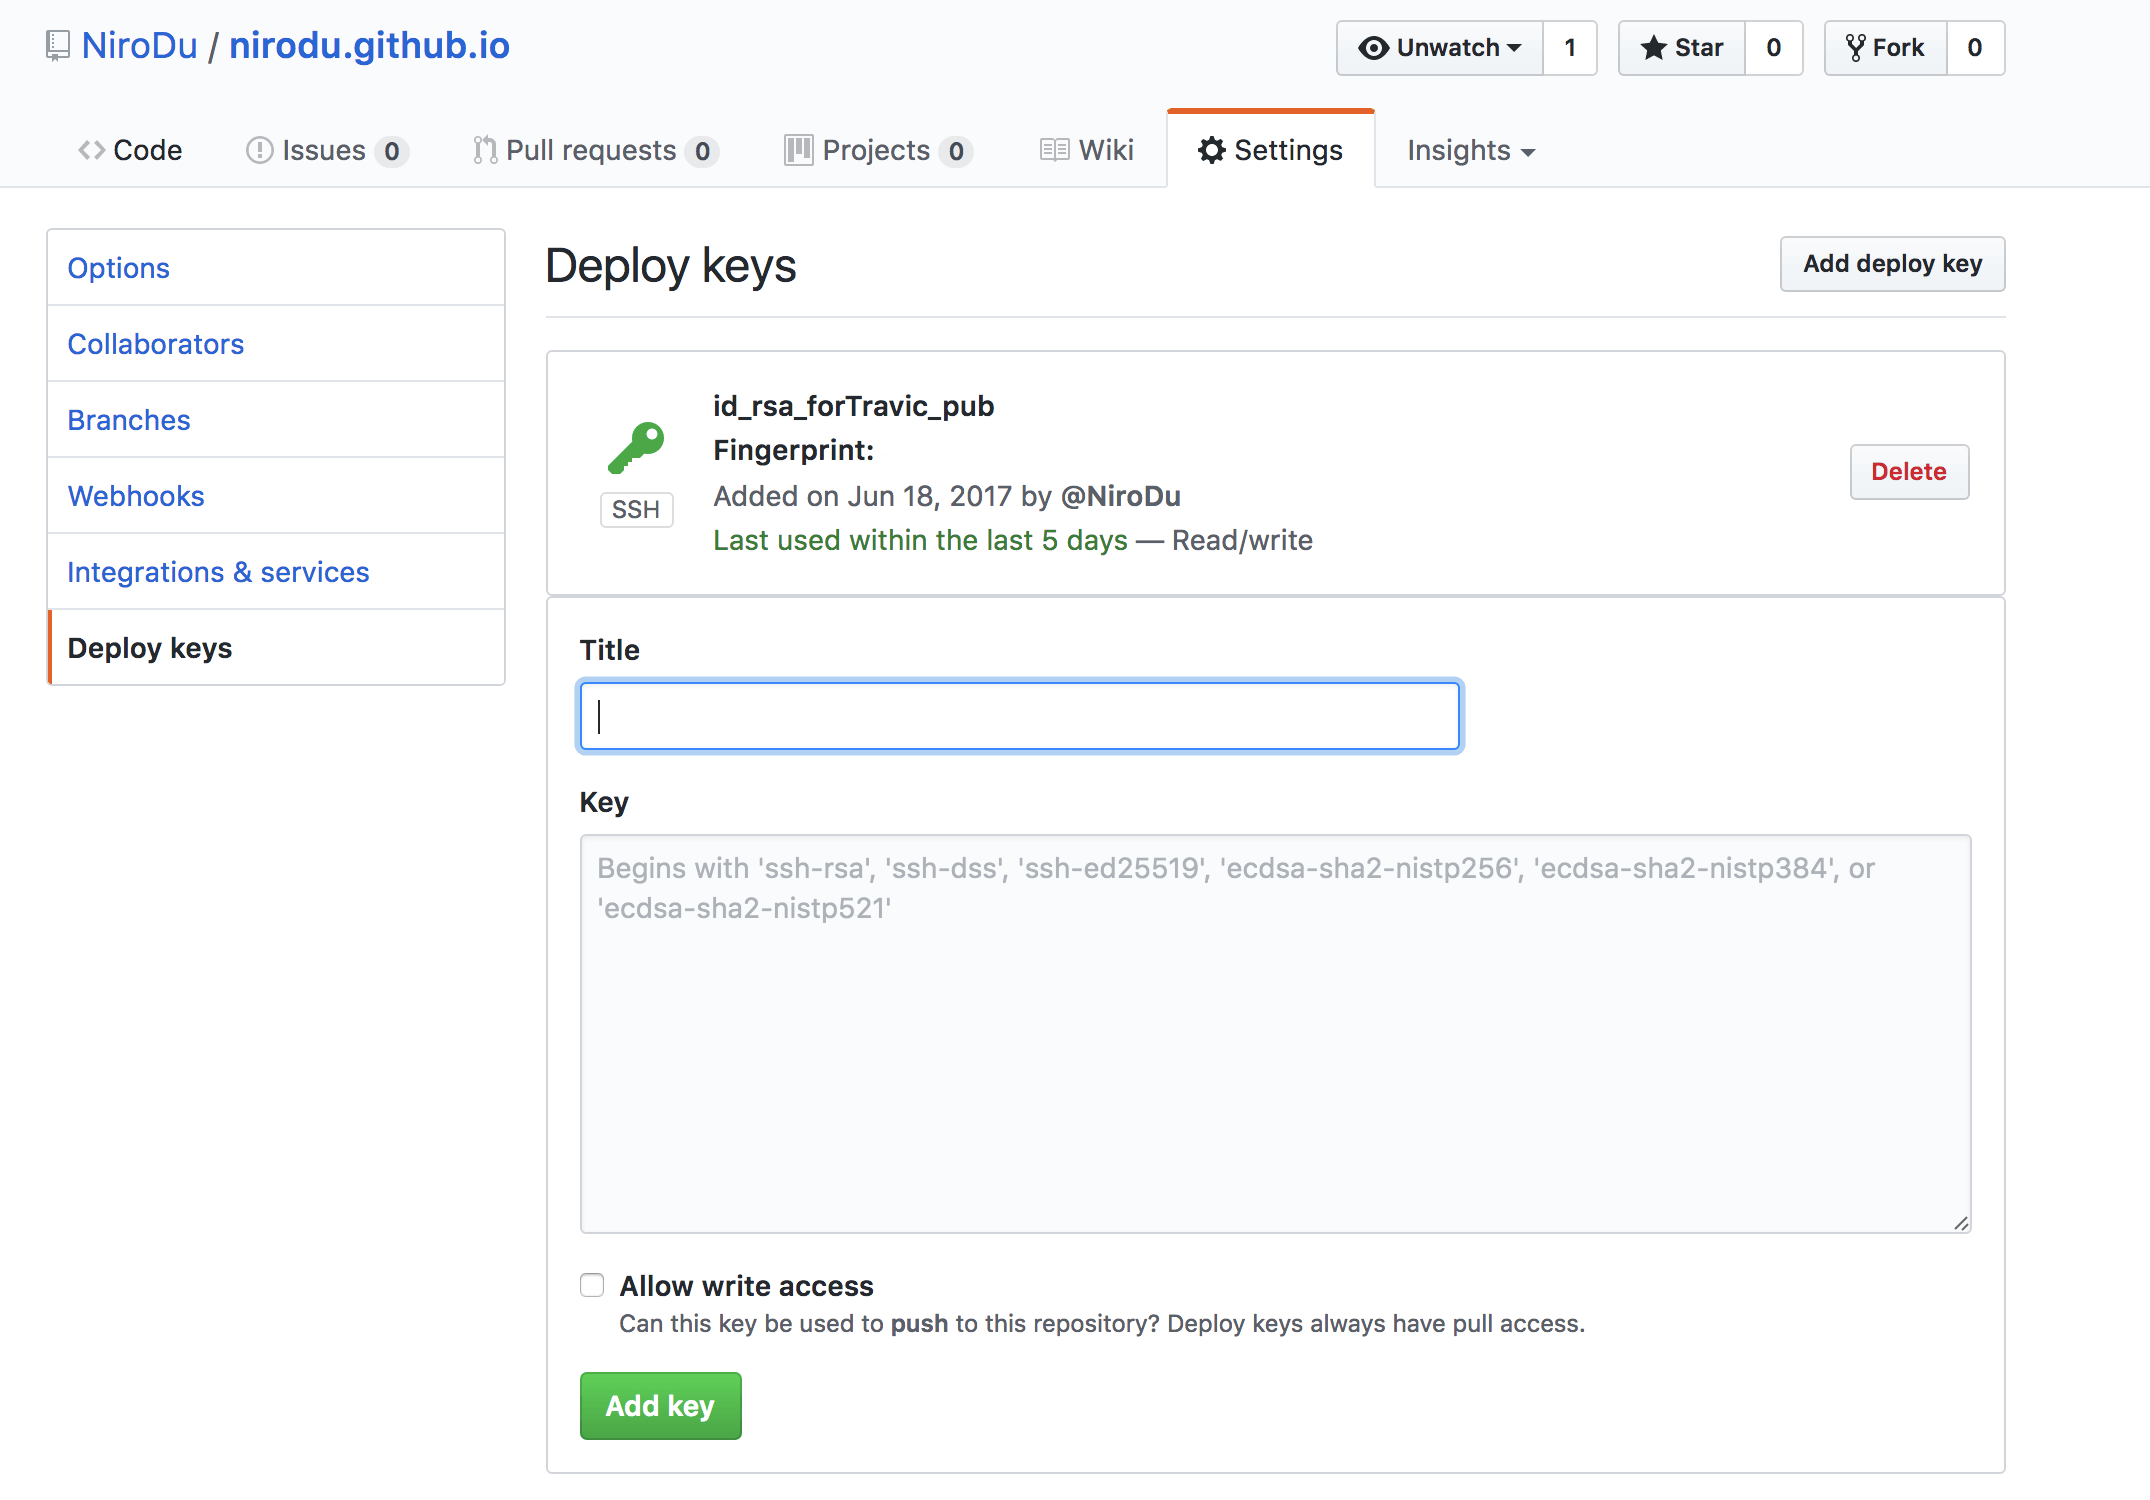 NiroDu / nirodu.github.io
Unwatch 1 Star 0 Fork 0
Code Issues 0 Pull requests 0 Projects 0 Wiki Settings Insights
Options
Collaborators
Branches
Webhooks
Integrations & services
Deploy keys
Deploy keys
Add deploy key
id_rsa_forTravic_pub
Fingerprint:
Added on Jun 18, 2017 by @NiroDu
Last used within the last 5 days — Read/write
SSH
Delete
Title
Key
Begins with 'ssh-rsa', 'ssh-dss', 'ssh-ed25519', 'ecdsa-sha2-nistp256', 'ecdsa-sha2-nistp384', or
'ecdsa-sha2-nistp521'
Allow write access
Can this key be used to push to this repository? Deploy keys always have pull access.
Add key